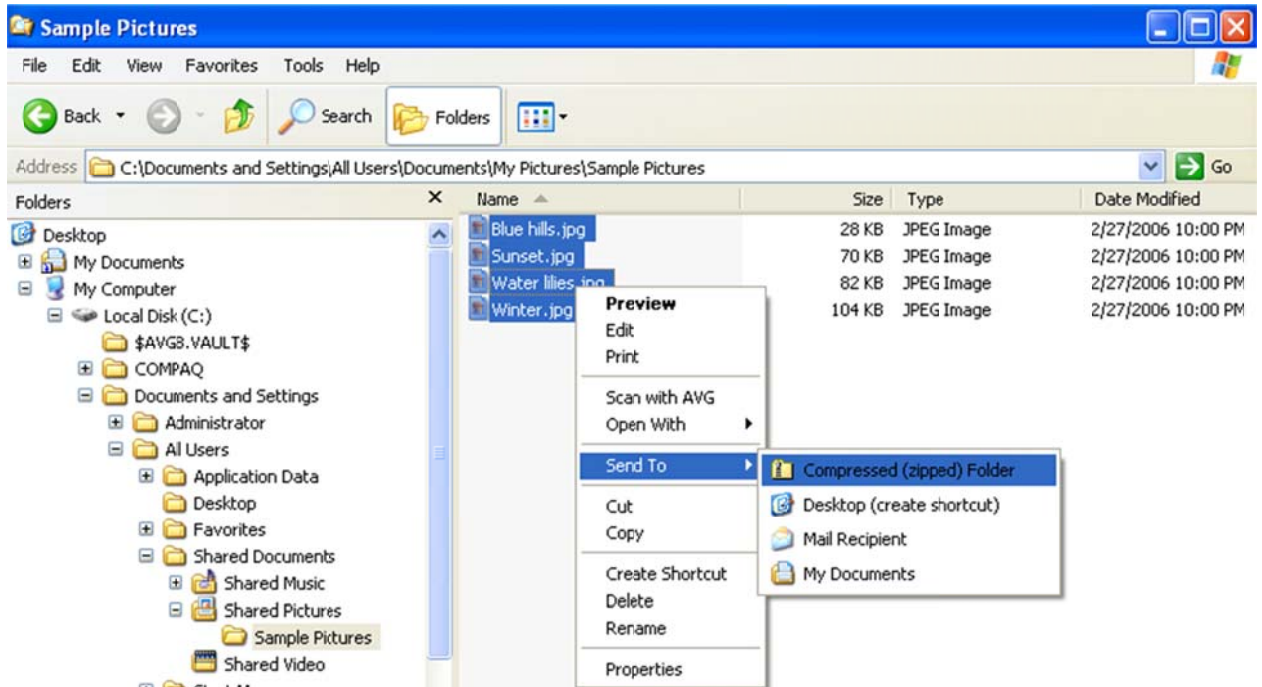 Sample Pictures
File Edit View Favorites Tools Help
Back Search Folders
Address C:\Documents and Settings\All Users\Documents\My Pictures\Sample Pictures Go
Folders
Desktop
My Documents
My Computer
Local Disk (C:)
$AVG8.VAULT$
COMPAQ
Documents and Settings
Administrator
All Users
Application Data
Desktop
Favorites
Shared Documents
Shared Music
Shared Pictures
Sample Pictures
Shared Video
Name Size Type Date Modified
Blue hills.jpg 28 KB JPEG Image 2/27/2006 10:00 PM
Sunset.jpg 70 KB JPEG Image 2/27/2006 10:00 PM
Water lilies.jpg 82 KB JPEG Image 2/27/2006 10:00 PM
Winter.jpg 104 KB JPEG Image 2/27/2006 10:00 PM
Preview
Edit
Print
Scan with AVG
Open With
Send To
Cut
Copy
Create Shortcut
Delete
Rename
Properties
Compressed (zipped) Folder
Desktop (create shortcut)
Mail Recipient
My Documents